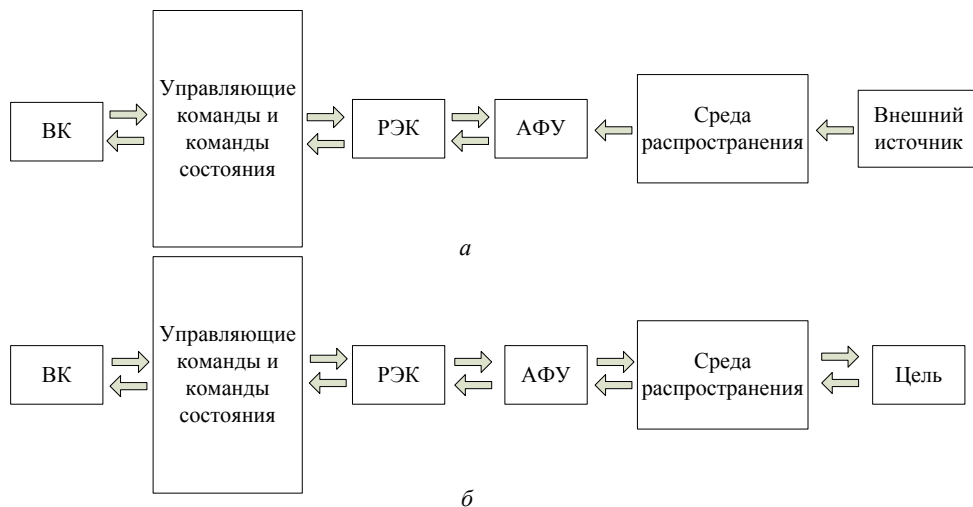 ВК
Управляющие
команды и
команды
состояния
РЭК
АФУ
Среда
распространения
Внешний
источник
а
ВК
Управляющие
команды и
команды
состояния
РЭК
АФУ
Среда
распространения
Цель
б